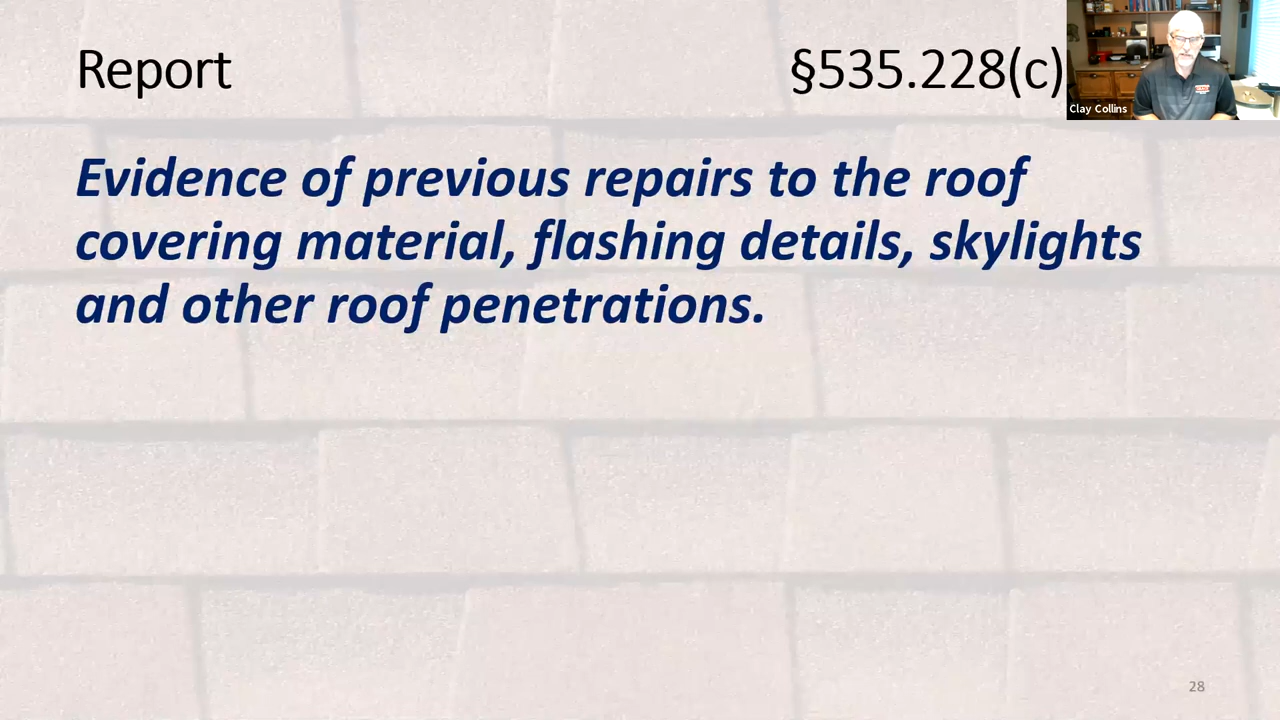 Report
§535.228(c)
Clay Collins
Evidence of previous repairs to the roof
covering material, flashing details, skylights
and other roof penetrations.
28